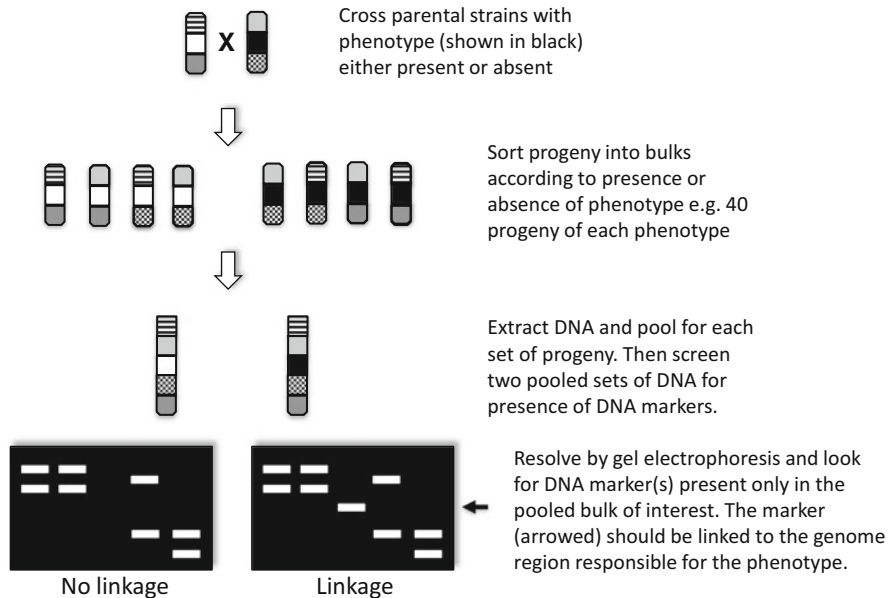 Cross parental strains with
phenotype (shown in black)
either present or absent
X
Sort progeny into bulks
according to presence or
absence of phenotype e.g. 40
progeny of each phenotype
Extract DNA and pool for each
set of progeny. Then screen
two pooled sets of DNA for
presence of DNA markers.
Resolve by gel electrophoresis and look
for DNA marker(s) present only in the
pooled bulk of interest. The marker
(arrowed) should be linked to the genome
region responsible for the phenotype.
No linkage
Linkage